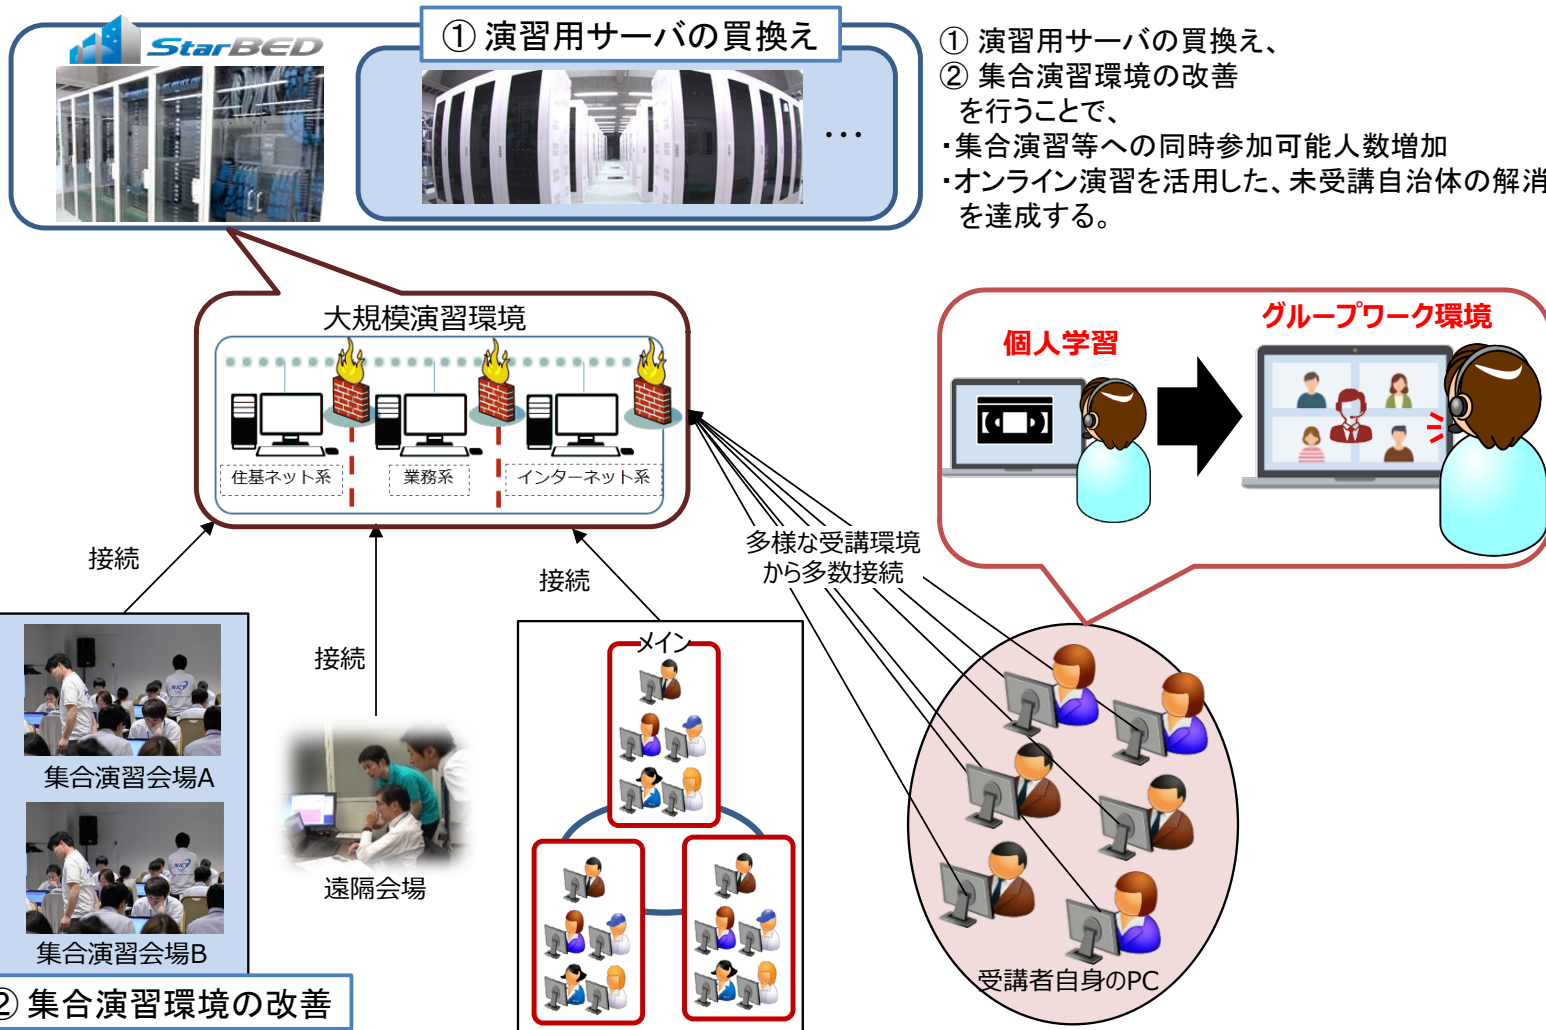 StarBED
① 演習用サーバの買換え
…
① 演習用サーバの買換え、
② 集合演習環境の改善
を行うことで、
・集合演習等への同時参加可能人数増加
・オンライン演習を活用した、未受講自治体の解消
を達成する。
大規模演習環境
住基ネット系
業務系
インターネット系
個人学習
グループワーク環境
接続
接続
接続
多様な受講環境
から多数接続
集合演習会場A
集合演習会場B
② 集合演習環境の改善
遠隔会場
メイン
受講者自身のPC
NICT